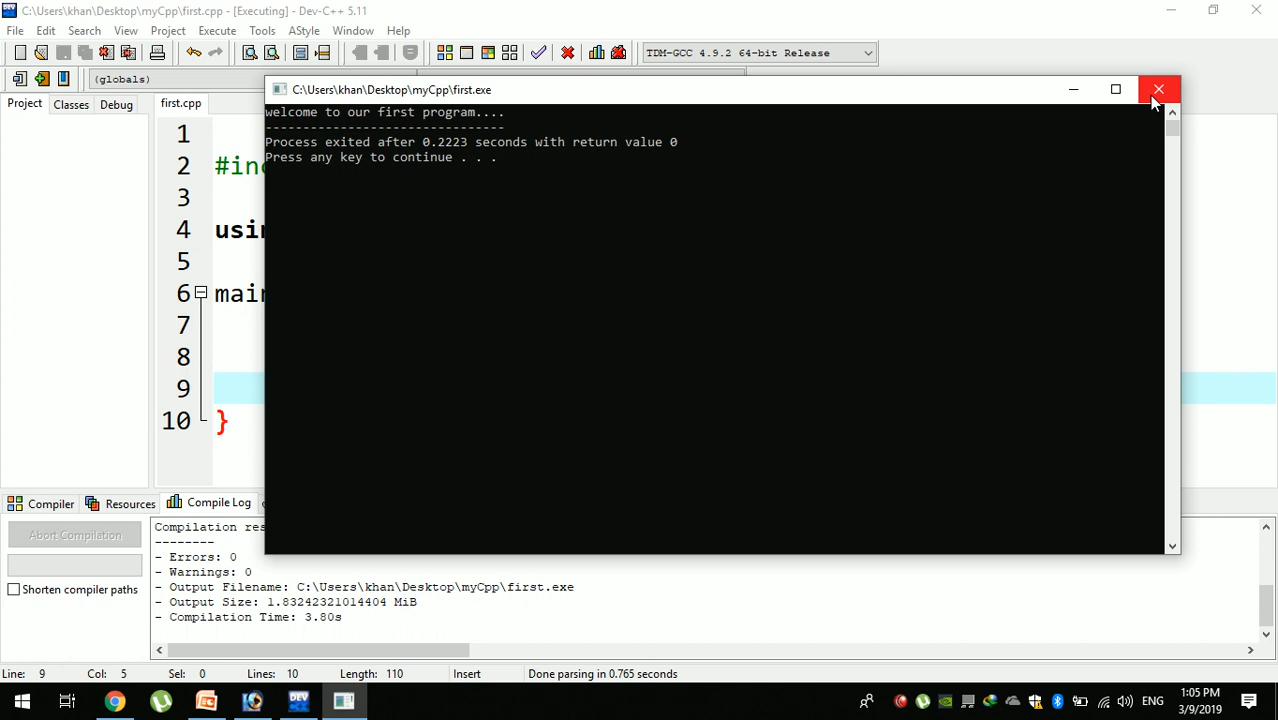 C:\Users\khan\Desktop\myCpp\first.cpp - [Executing] - Dev-C++ 5.11
File Edit Search View Project Execute Tools AStyle Window Help
TDM-GCC 4.9.2 64-bit Release
(globals)
Project Classes Debug first.cpp
C:\Users\khan\Desktop\myCpp\first.exe
welcome to our first program....
--------------------------------
Process exited after 0.2223 seconds with return value 0
Press any key to continue . . .
1
2 #inc
3
4 usin
5
6 main
7
8
9
10 }
Compiler Resources Compile Log
Abort Compilation
Shorten compiler paths
Compilation res
--------
- Errors: 0
- Warnings: 0
- Output Filename: C:\Users\khan\Desktop\myCpp\first.exe
- Output Size: 1.83242321014404 MiB
- Compilation Time: 3.80s
Line: 9 Col: 5 Sel: 0 Lines: 10 Length: 110 Insert Done parsing in 0.765 seconds
DEV
ENG
1:05 PM
3/9/2019